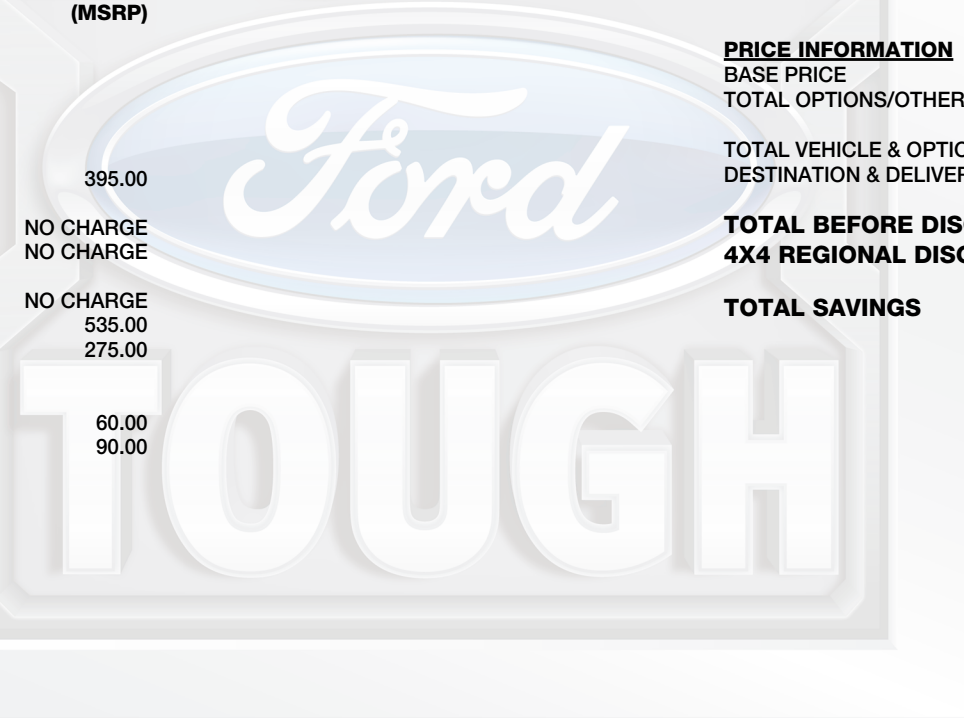 (MSRP)
395.00
NO CHARGE
NO CHARGE
NO CHARGE
535.00
275.00
60.00
90.00
PRICE INFORMATION
BASE PRICE
TOTAL OPTIONS/OTHER
TOTAL VEHICLE & OPTIO
DESTINATION & DELIVER
TOTAL BEFORE DISC
4X4 REGIONAL DISC
TOTAL SAVINGS
Ford
TOUGH